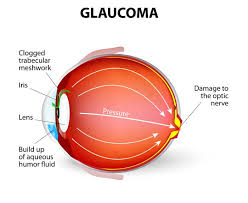 GLAUCOMA
Clogged
trabecular
meshwork
Iris
Lens
Build up
of aqueous
humor fluid
Pressure
Damage to
the optic
nerve